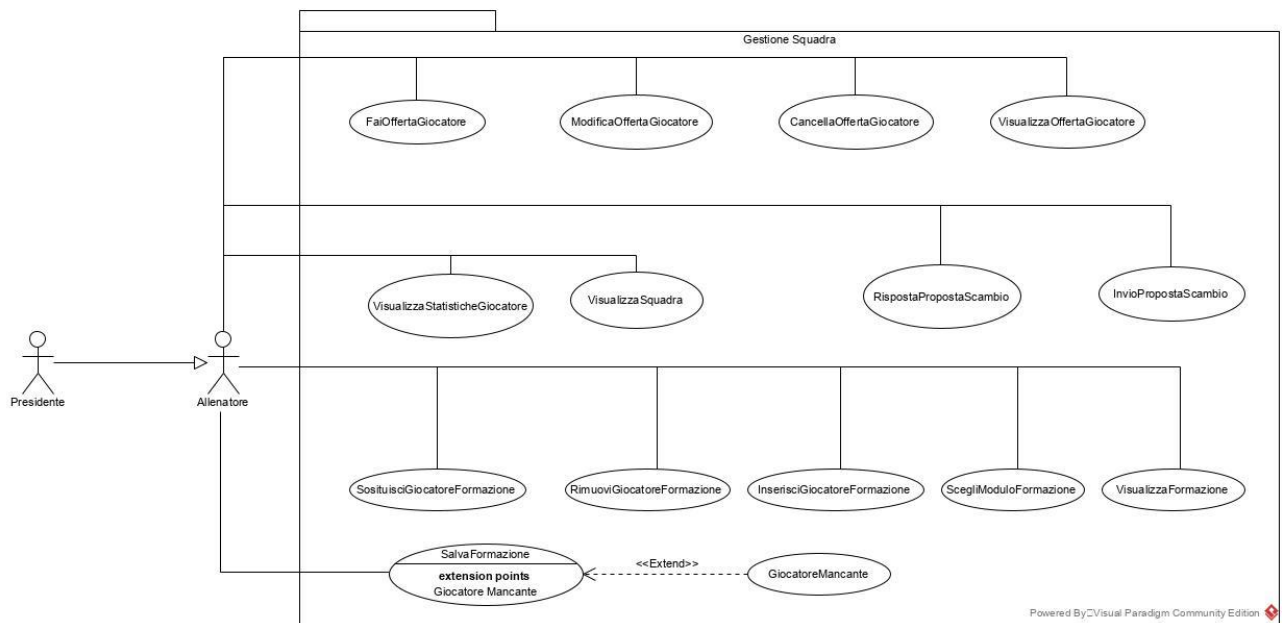 Gestione Squadra
FaiOffertaGiocatore
ModificaOffertaGiocatore
CancellaOffertaGiocatore
VisualizzaOffertaGiocatore
VisualizzaStatisticheGiocatore
VisualizzaSquadra
RispostaPropostaScambio
InvioPropostaScambio
Presidente
Allenatore
SosituisciGiocatoreFormazione
RimuoviGiocatoreFormazione
InserisciGiocatoreFormazione
ScegliModuloFormazione
VisualizzaFormazione
SalvaFormazione
extension points
Giocatore Mancante
<<Extend>>
GiocatoreMancante
Powered By Visual Paradigm Community Edition